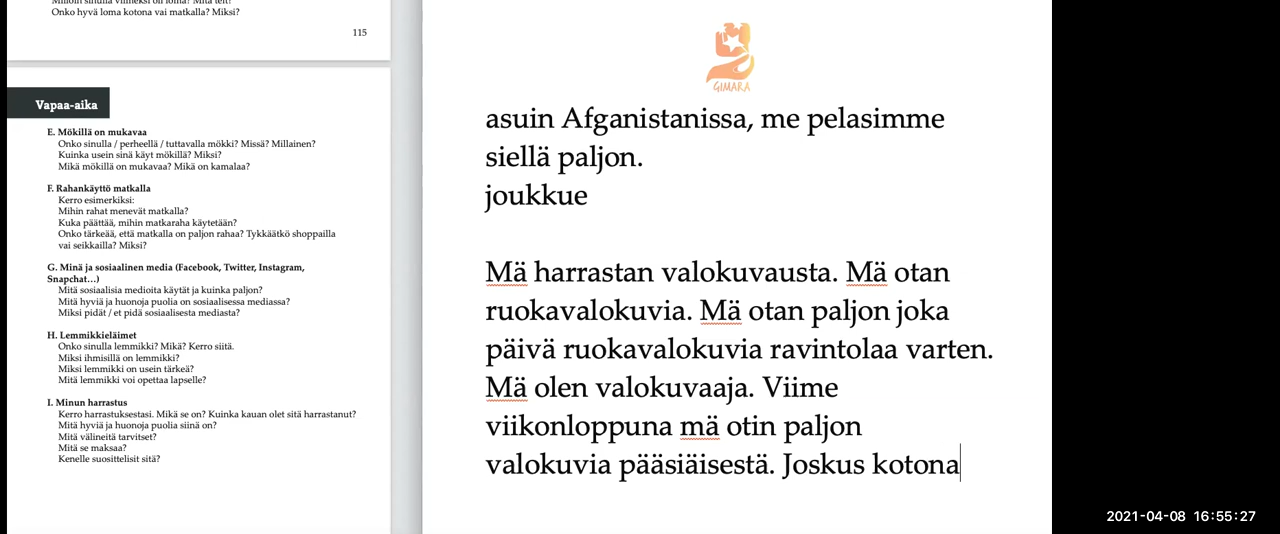 Onko hyvä loma kotona vai matkalla? Miksi?
115
Vapaa-aika
E. Mökillä on mukavaa
Onko sinulla / perheellä / tuttavalla mökki? Missä? Millainen?
Kuinka usein sinä käyt mökillä? Miksi?
Mikä mökillä on mukavaa? Mikä on kamalaa?
F. Rahankäyttö matkalla
Kerro esimerkiksi:
Mihin rahat menevät matkalla?
Kuka päättää, mihin matkaraha käytetään?
Onko tärkeää, että matkalla on paljon rahaa? Tykkäätkö shoppailla
vai seikkailla? Miksi?
G. Minä ja sosiaalinen media (Facebook, Twitter, Instagram,
Snapchat...)
Mitä sosiaalisia medioita käytät ja kuinka paljon?
Mitä hyviä ja huonoja puolia on sosiaalisessa mediassa?
Miksi pidät / et pidä sosiaalisesta mediasta?
H. Lemmikkieläimet
Onko sinulla lemmikki? Mikä? Kerro siitä.
Miksi ihmisillä on lemmikki?
Miksi lemmikki on usein tärkeä?
Mitä lemmikki voi opettaa lapselle?
I. Minun harrastus
Kerro harrastuksestasi. Mikä se on? Kuinka kauan olet sitä harrastanut?
Mitä hyviä ja huonoja puolia siinä on?
Mitä välineitä tarvitset?
Mitä se maksaa?
Kenelle suosittelisit sitä?
GIMARA
asuin Afganistanissa, me pelasimme
siellä paljon.
joukkue
Mä harrastan valokuvausta. Mä otan
ruokavalokuvia. Mä otan paljon joka
päivä ruokavalokuvia ravintolaa varten.
Mä olen valokuvaaja. Viime
viikonloppuna mä otin paljon
valokuvia pääsiäisestä. Joskus kotona
2021-04-08 16:55:27